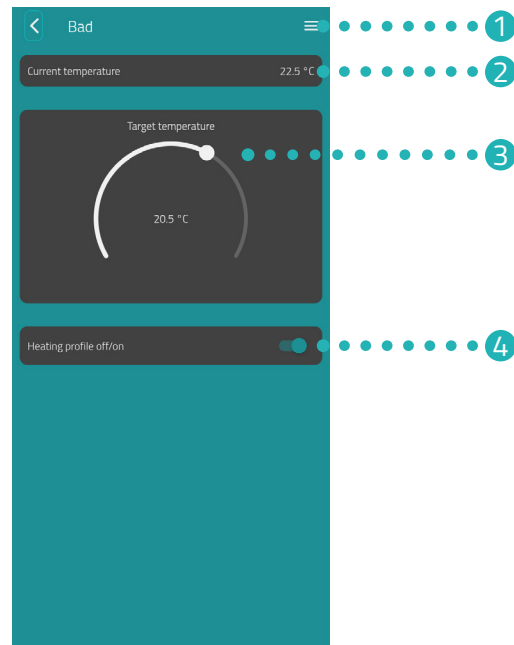 Bad
1
Current temperature 22.5 °C
2
Target temperature
3
20.5 °C
Heating profile off/on
4